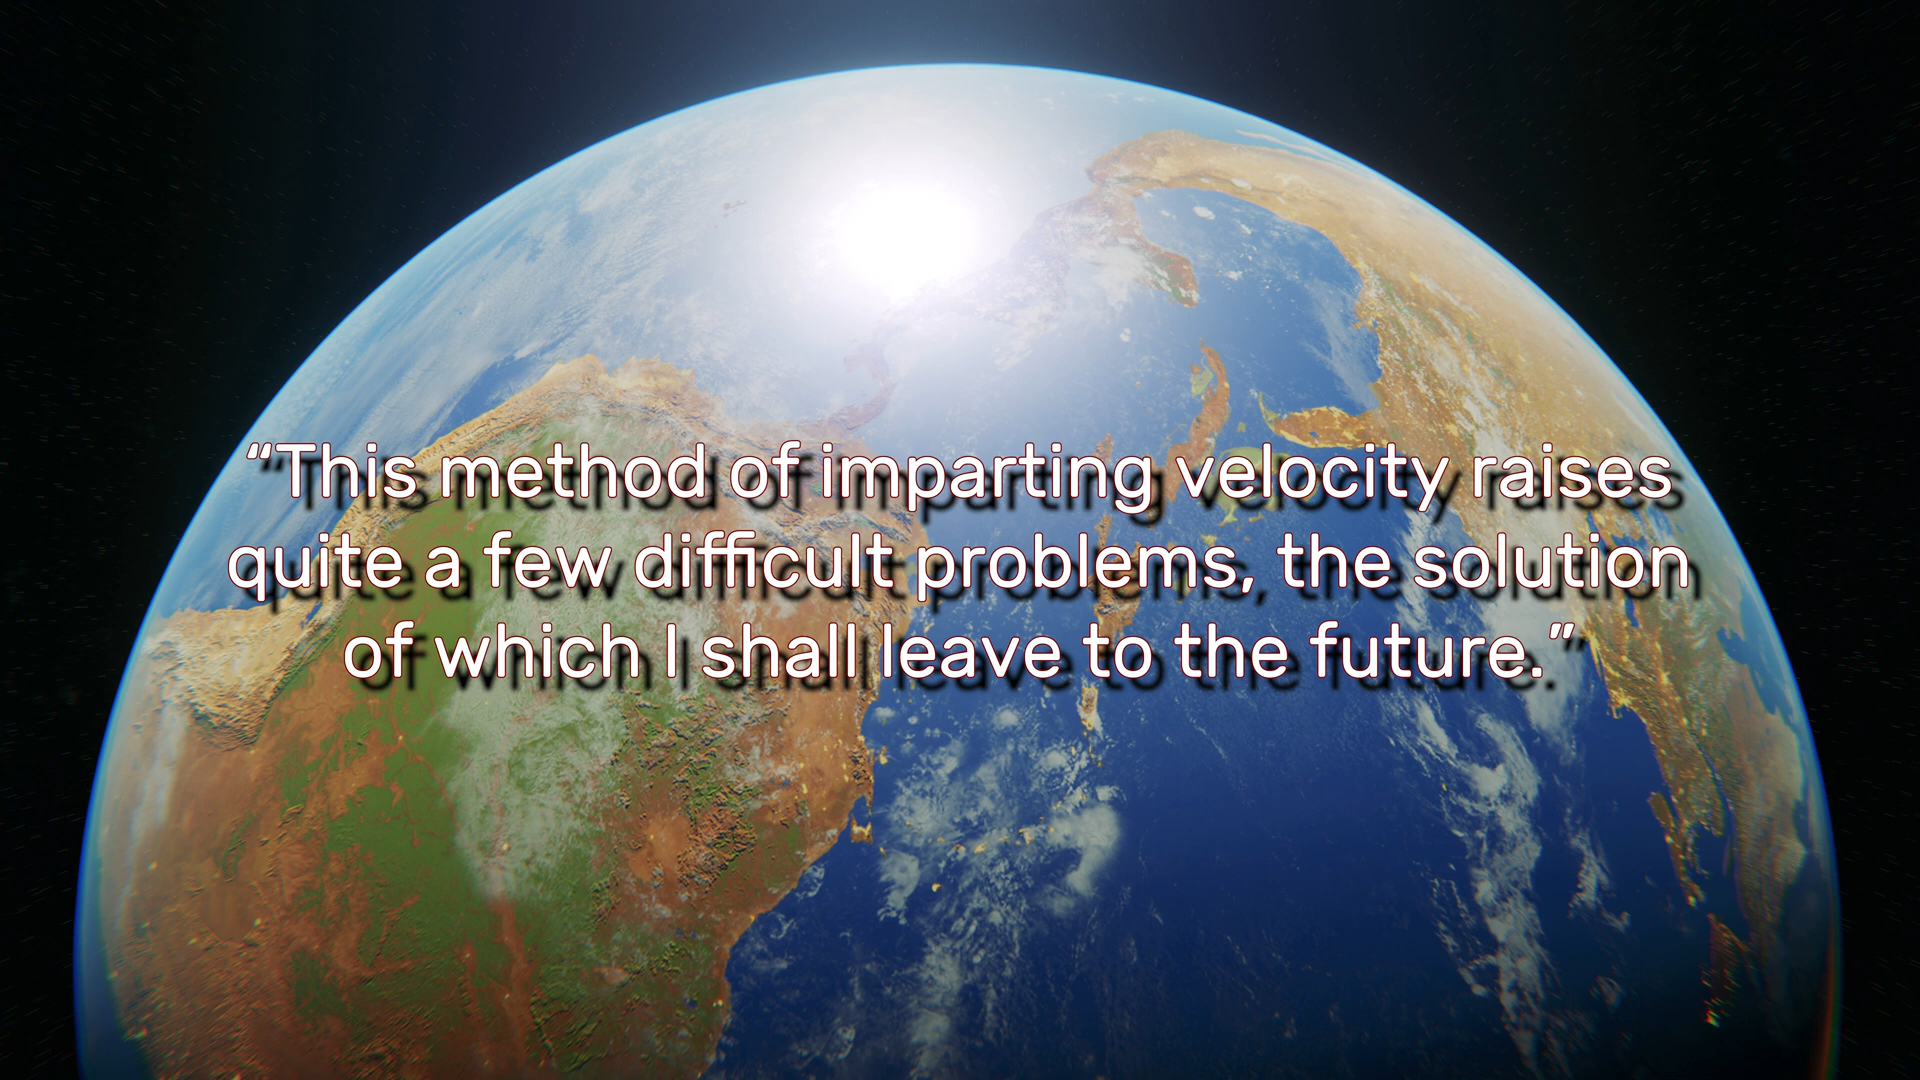 “This method of imparting velocity raises
quite a few difficult problems, the solution
of which I shall leave to the future.”